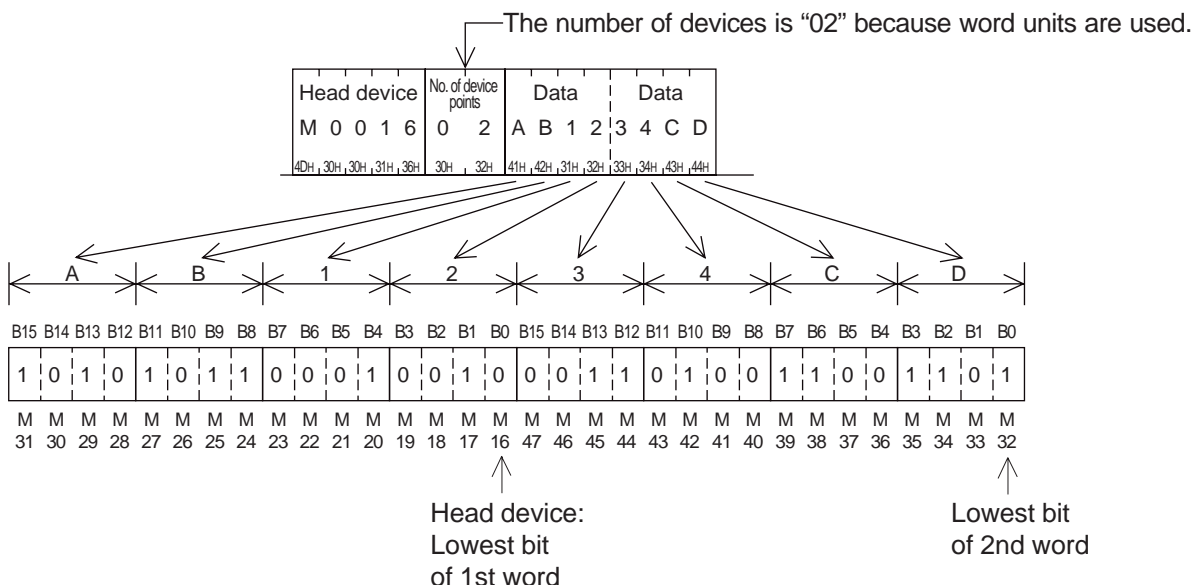 The number of devices is “02” because word units are used.
Head device No. of device points Data Data
M 0 0 1 6 0 2 A B 1 2 3 4 C D
4DH 30H 30H 31H 36H 30H 32H 41H 42H 31H 32H 33H 34H 43H 44H
A B 1 2 3 4 C D
B15 B14 B13 B12 B11 B10 B9 B8 B7 B6 B5 B4 B3 B2 B1 B0 B15 B14 B13 B12 B11 B10 B9 B8 B7 B6 B5 B4 B3 B2 B1 B0
1 0 1 0 1 0 1 1 0 0 0 1 0 0 1 0 0 0 1 1 0 1 0 0 1 1 0 0 1 1 0 1
M M M M M M M M M M M M M M M M M M M M M M M M M M M M M M M M
31 30 29 28 27 26 25 24 23 22 21 20 19 18 17 16 47 46 45 44 43 42 41 40 39 38 37 36 35 34 33 32
Head device:
Lowest bit
of 1st word
Lowest bit
of 2nd word